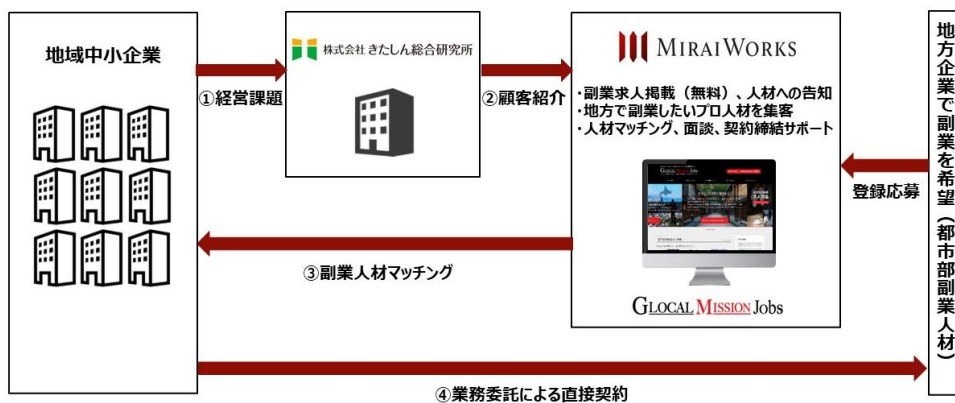 地域中小企業
①経営課題
株式会社 きたしん総合研究所
②顧客紹介
MIRAIWORKS
・副業求人掲載（無料）、人材への告知
・地方で副業したいプロ人材を集客
・人材マッチング、面談、契約締結サポート
GLOCAL MISSION Jobs
登録応募
地方企業で副業を希望（都市部副業人材）
③副業人材マッチング
④業務委託による直接契約